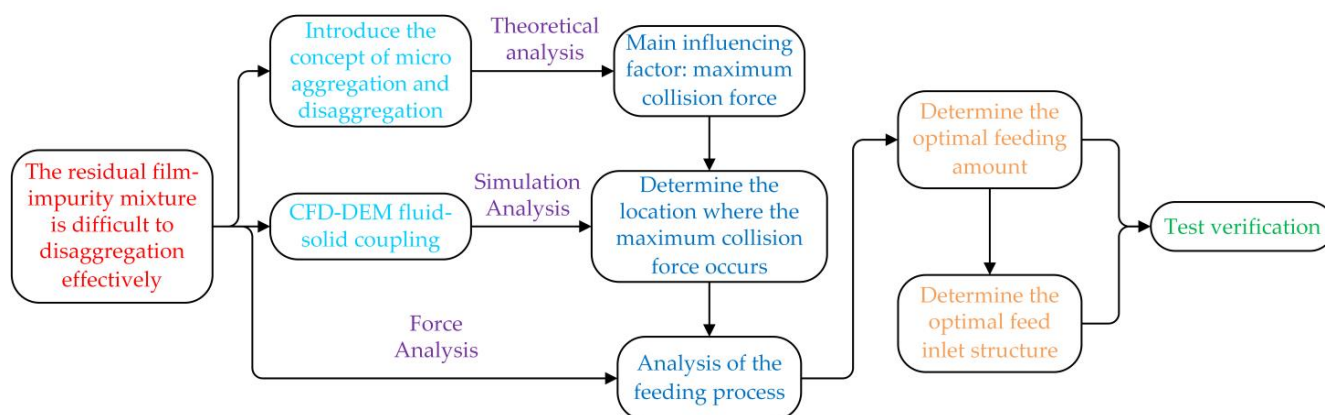 The residual film-
impurity mixture
is difficult to
disaggregation
effectively
Introduce the
concept of micro
aggregation and
disaggregation
Theoretical
analysis
Main influencing
factor: maximum
collision force
CFD-DEM fluid-
solid coupling
Simulation
Analysis
Determine the
location where the
maximum collision
force occurs
Force
Analysis
Analysis of the
feeding process
Determine the
optimal feeding
amount
Determine the
optimal feed
inlet structure
Test verification